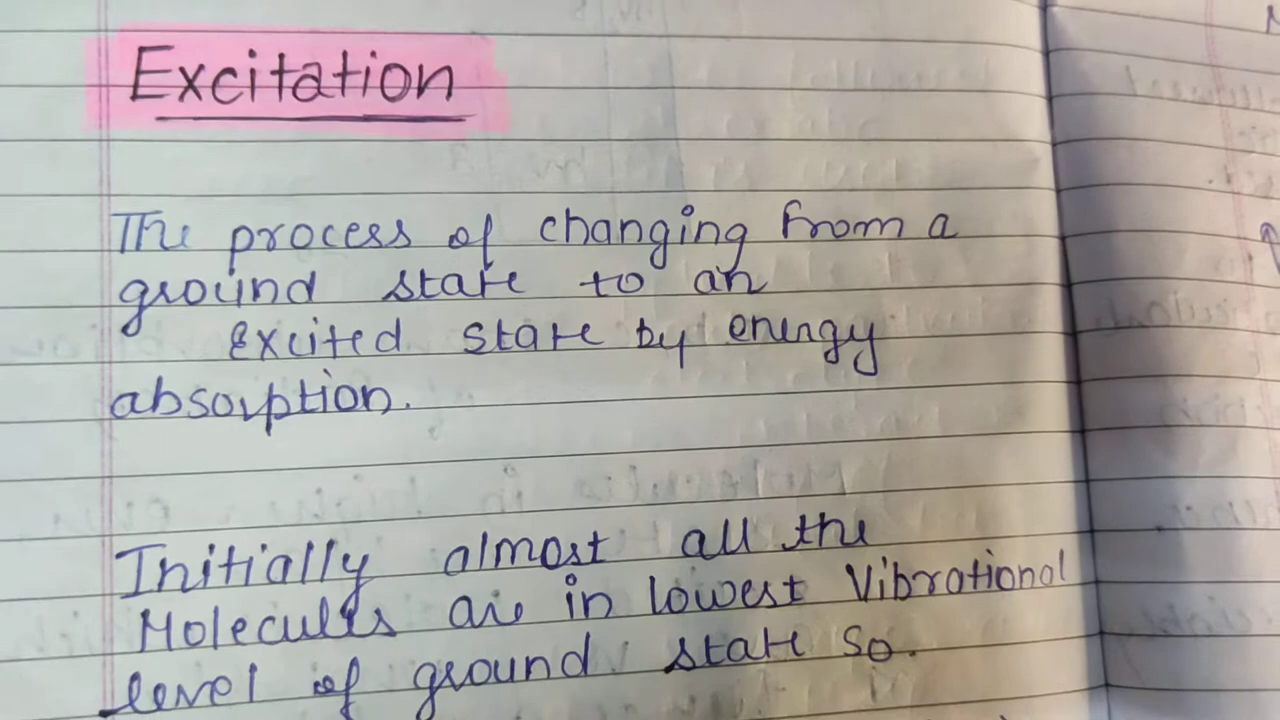 Excitation
The process of changing from a
ground state to an
excited state by energy
absorption.
Initially almost all the
Molecules are in lowest Vibrational
level of ground state So.